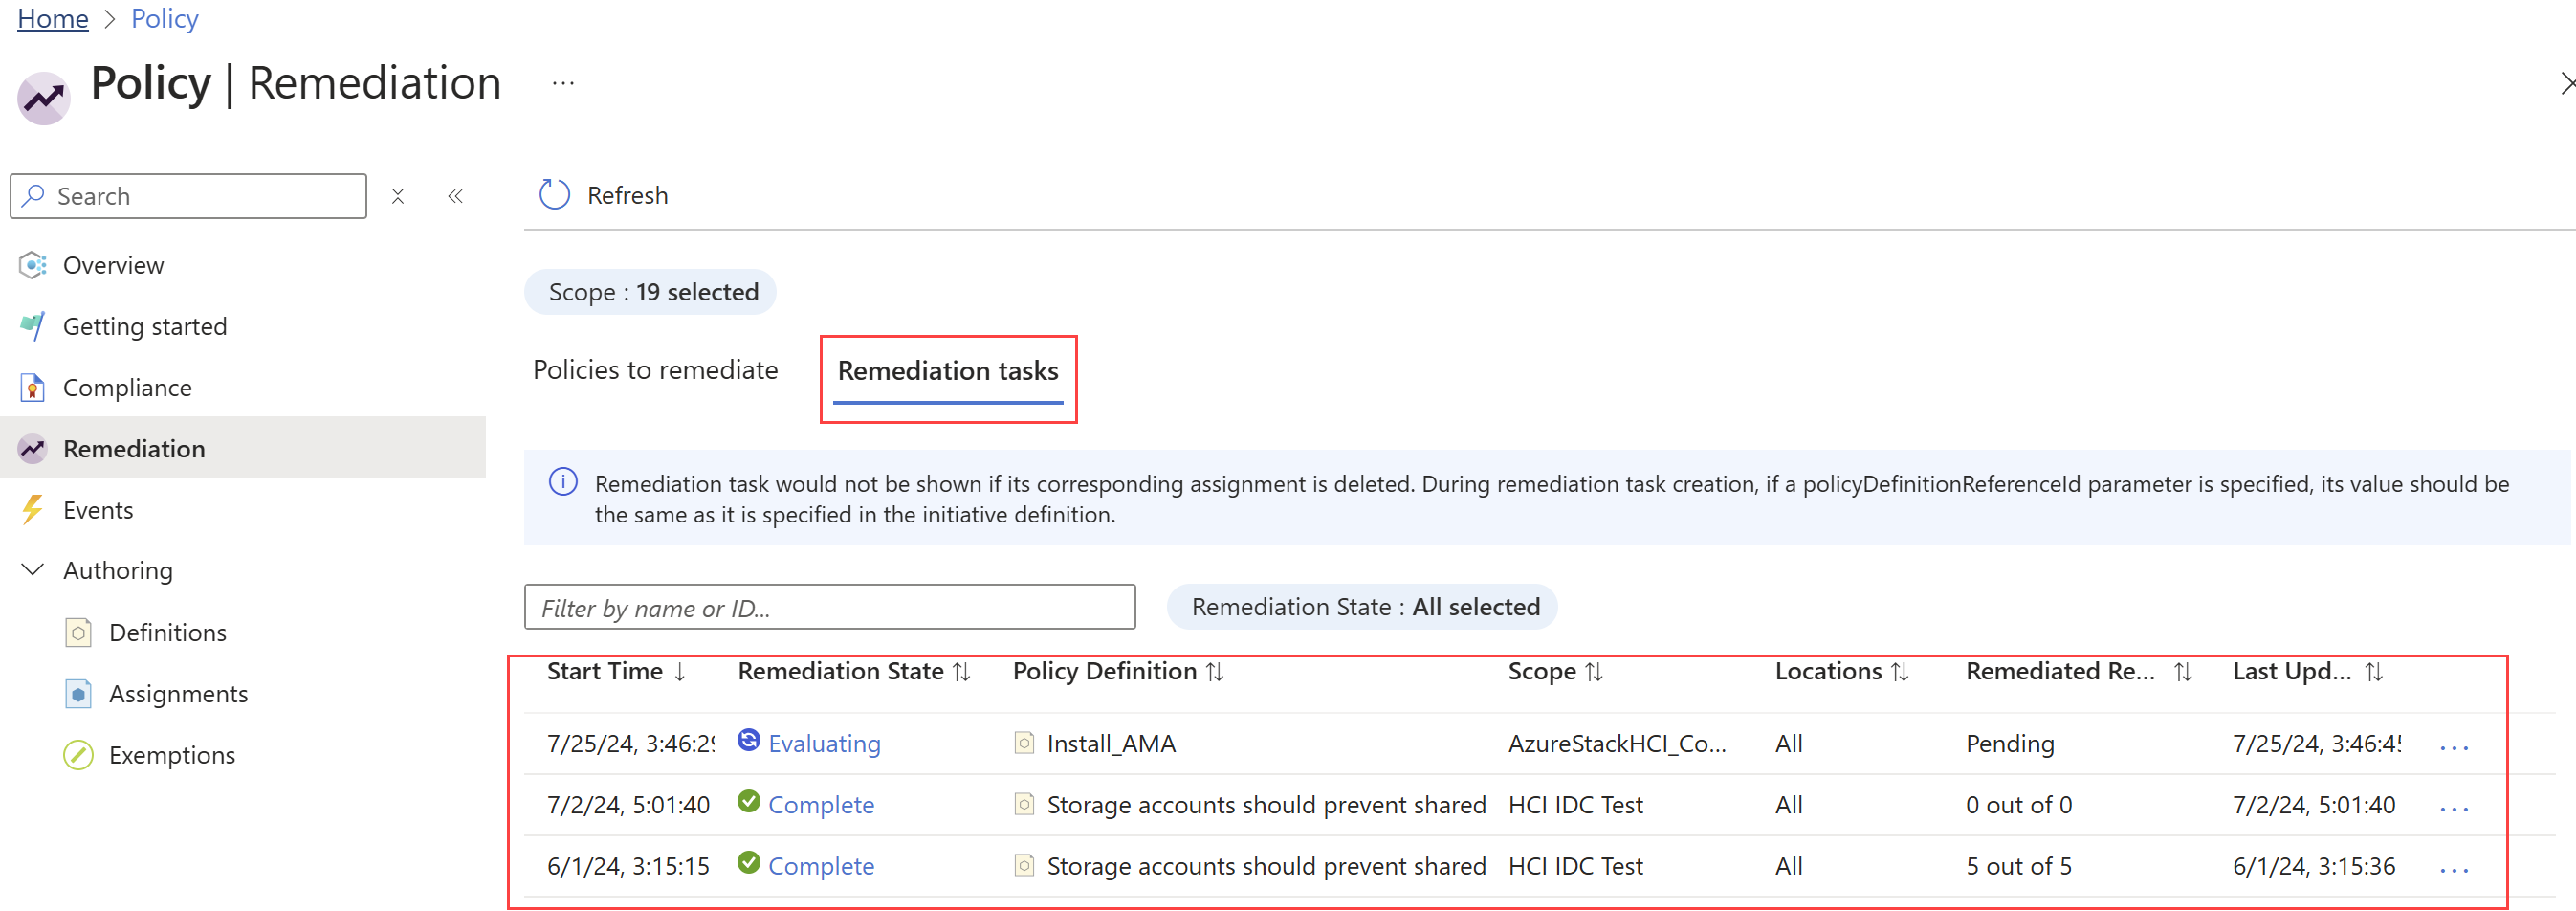 Home > Policy
Policy | Remediation ...
Search
Refresh
Overview
Getting started
Compliance
Remediation
Events
Authoring
Definitions
Assignments
Exemptions
Scope : 19 selected
Policies to remediate Remediation tasks
Remediation task would not be shown if its corresponding assignment is deleted. During remediation task creation, if a policyDefinitionReferenceId parameter is specified, its value should be
the same as it is specified in the initiative definition.
Filter by name or ID... Remediation State : All selected
Start Time ↓ Remediation State ↑↓ Policy Definition ↑↓ Scope ↑↓ Locations ↑↓ Remediated Re... ↑↓ Last Upd... ↑↓
7/25/24, 3:46:29 Evaluating Install_AMA AzureStackHCI_Co... All Pending 7/25/24, 3:46:45 ...
7/2/24, 5:01:40 Complete Storage accounts should prevent shared HCI IDC Test All 0 out of 0 7/2/24, 5:01:40 ...
6/1/24, 3:15:15 Complete Storage accounts should prevent shared HCI IDC Test All 5 out of 5 6/1/24, 3:15:36 ...